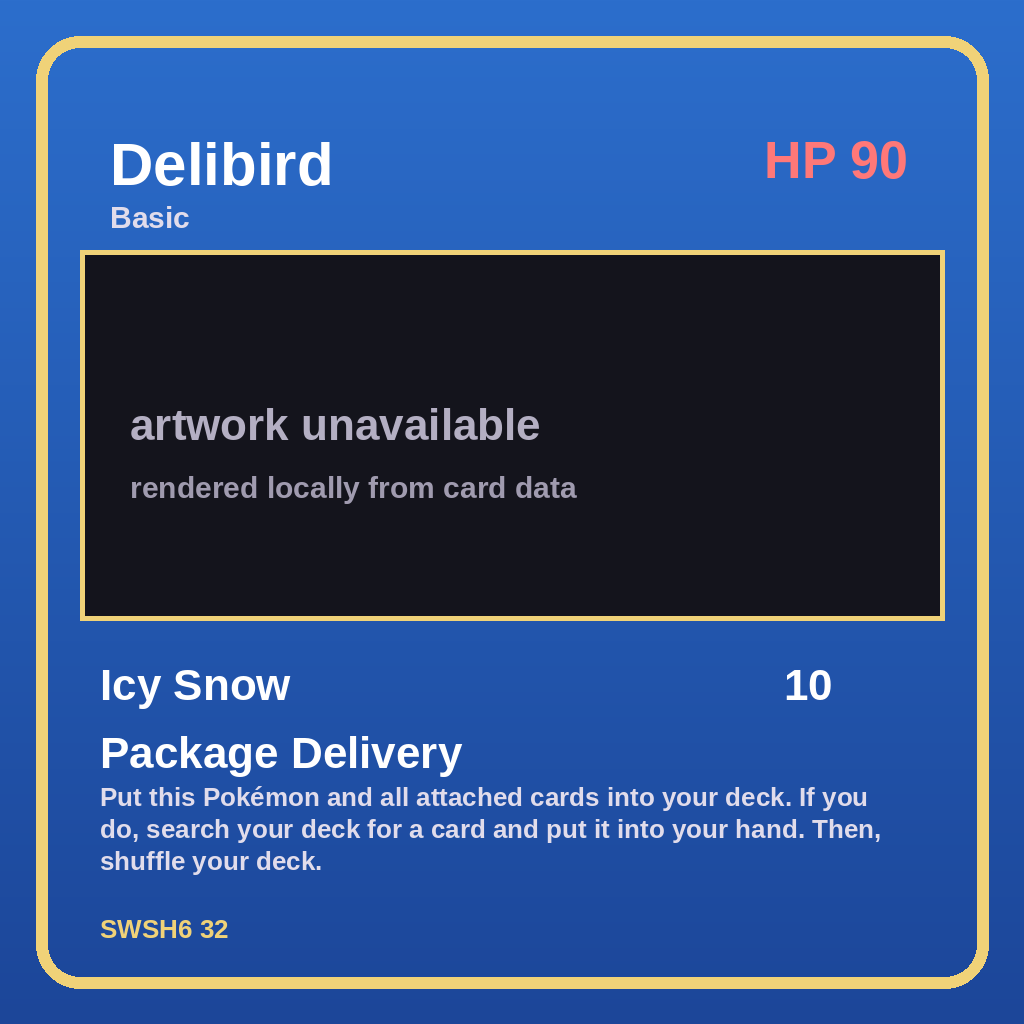 Delibird
HP 90
Basic
artwork unavailable
rendered locally from card data
Icy Snow
10
Package Delivery
Put this Pokémon and all attached cards into your deck. If you
do, search your deck for a card and put it into your hand. Then,
shuffle your deck.
SWSH6 32